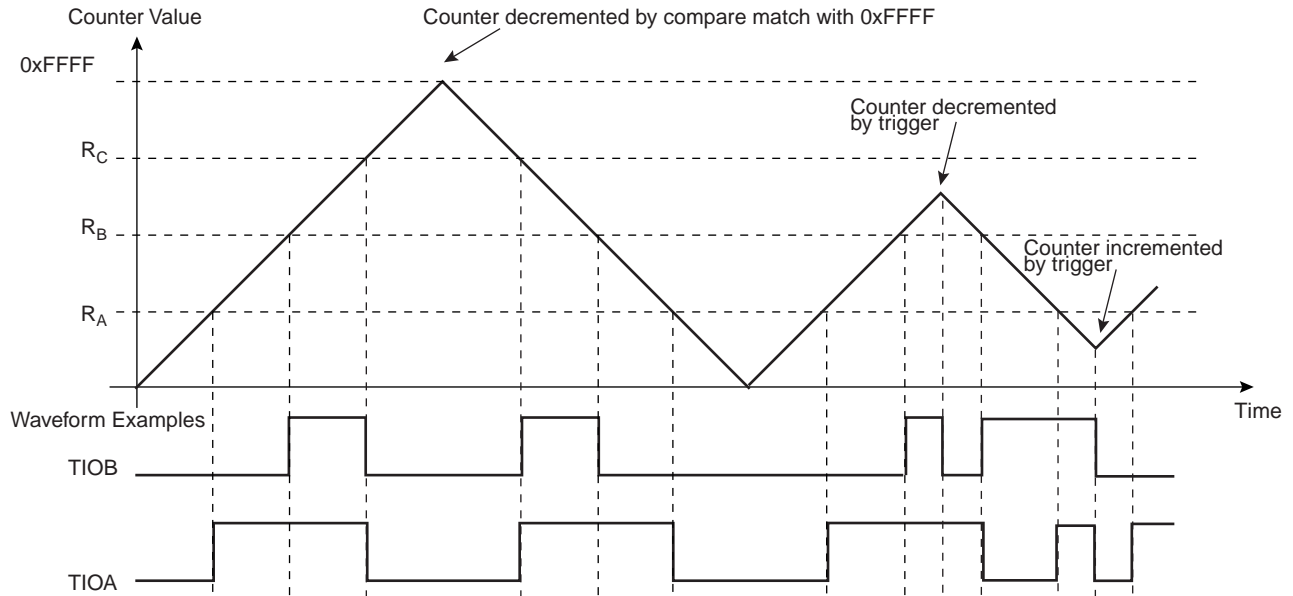 Counter Value
Counter decremented by compare match with 0xFFFF
0xFFFF
Counter decremented
by trigger
RC
RB
Counter incremented
by trigger
RA
Waveform Examples
Time
TIOB
TIOA